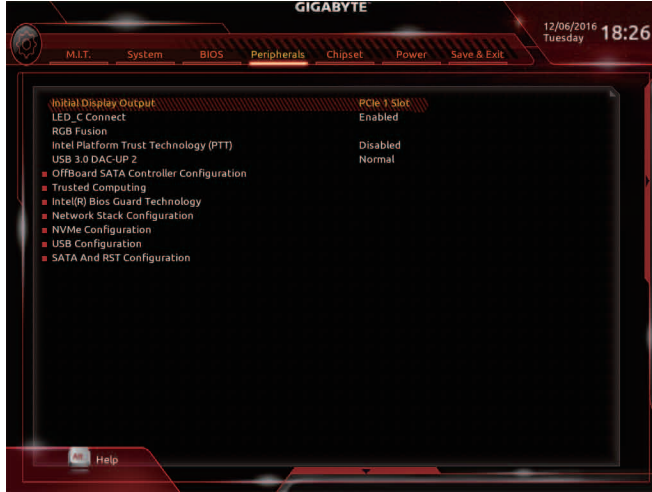 GIGABYTE™
12/06/2016
Tuesday
18:26
M.I.T. System BIOS Peripherals Chipset Power Save & Exit
Initial Display Output PCIe 1 Slot
LED_C Connect Enabled
RGB Fusion
Intel Platform Trust Technology (PTT) Disabled
USB 3.0 DAC-UP 2 Normal
OffBoard SATA Controller Configuration
Trusted Computing
Intel(R) Bios Guard Technology
Network Stack Configuration
NVMe Configuration
USB Configuration
SATA And RST Configuration
Alt Help